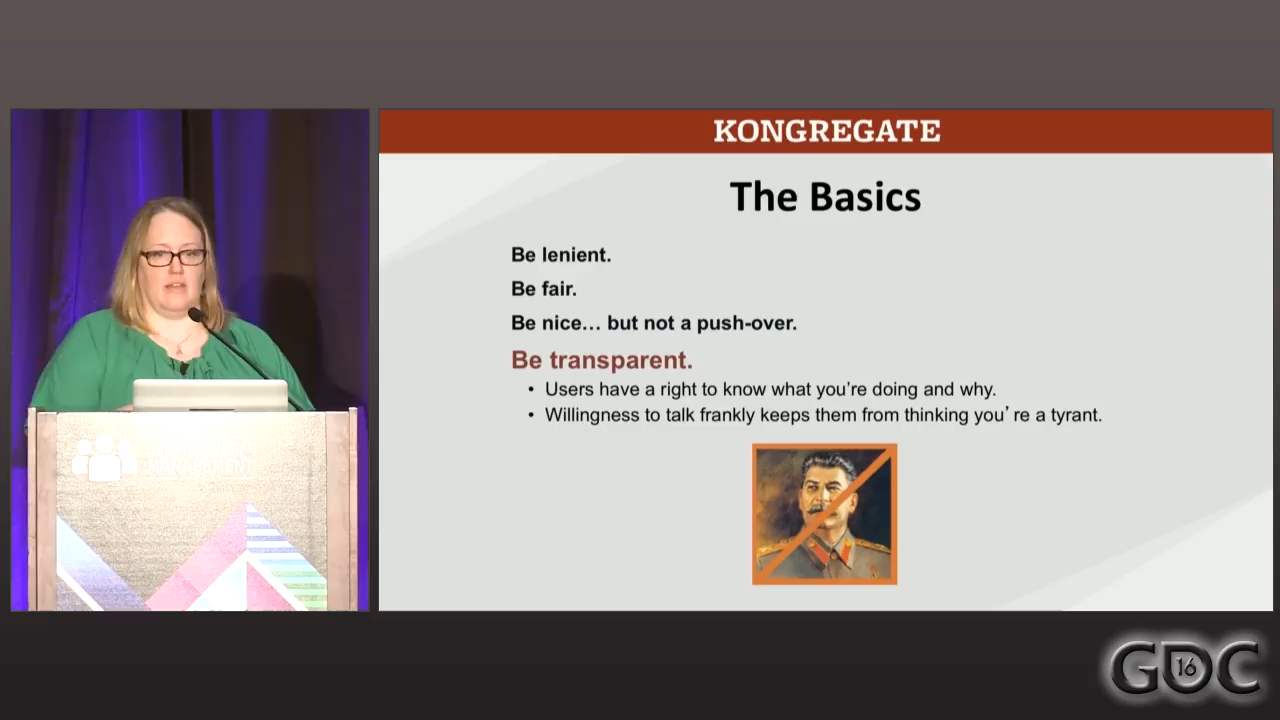 KONGREGATE
The Basics
Be lenient.
Be fair.
Be nice… but not a push-over.
Be transparent.
• Users have a right to know what you’re doing and why.
• Willingness to talk frankly keeps them from thinking you’ re a tyrant.
MANAGEMENT
GDC
16